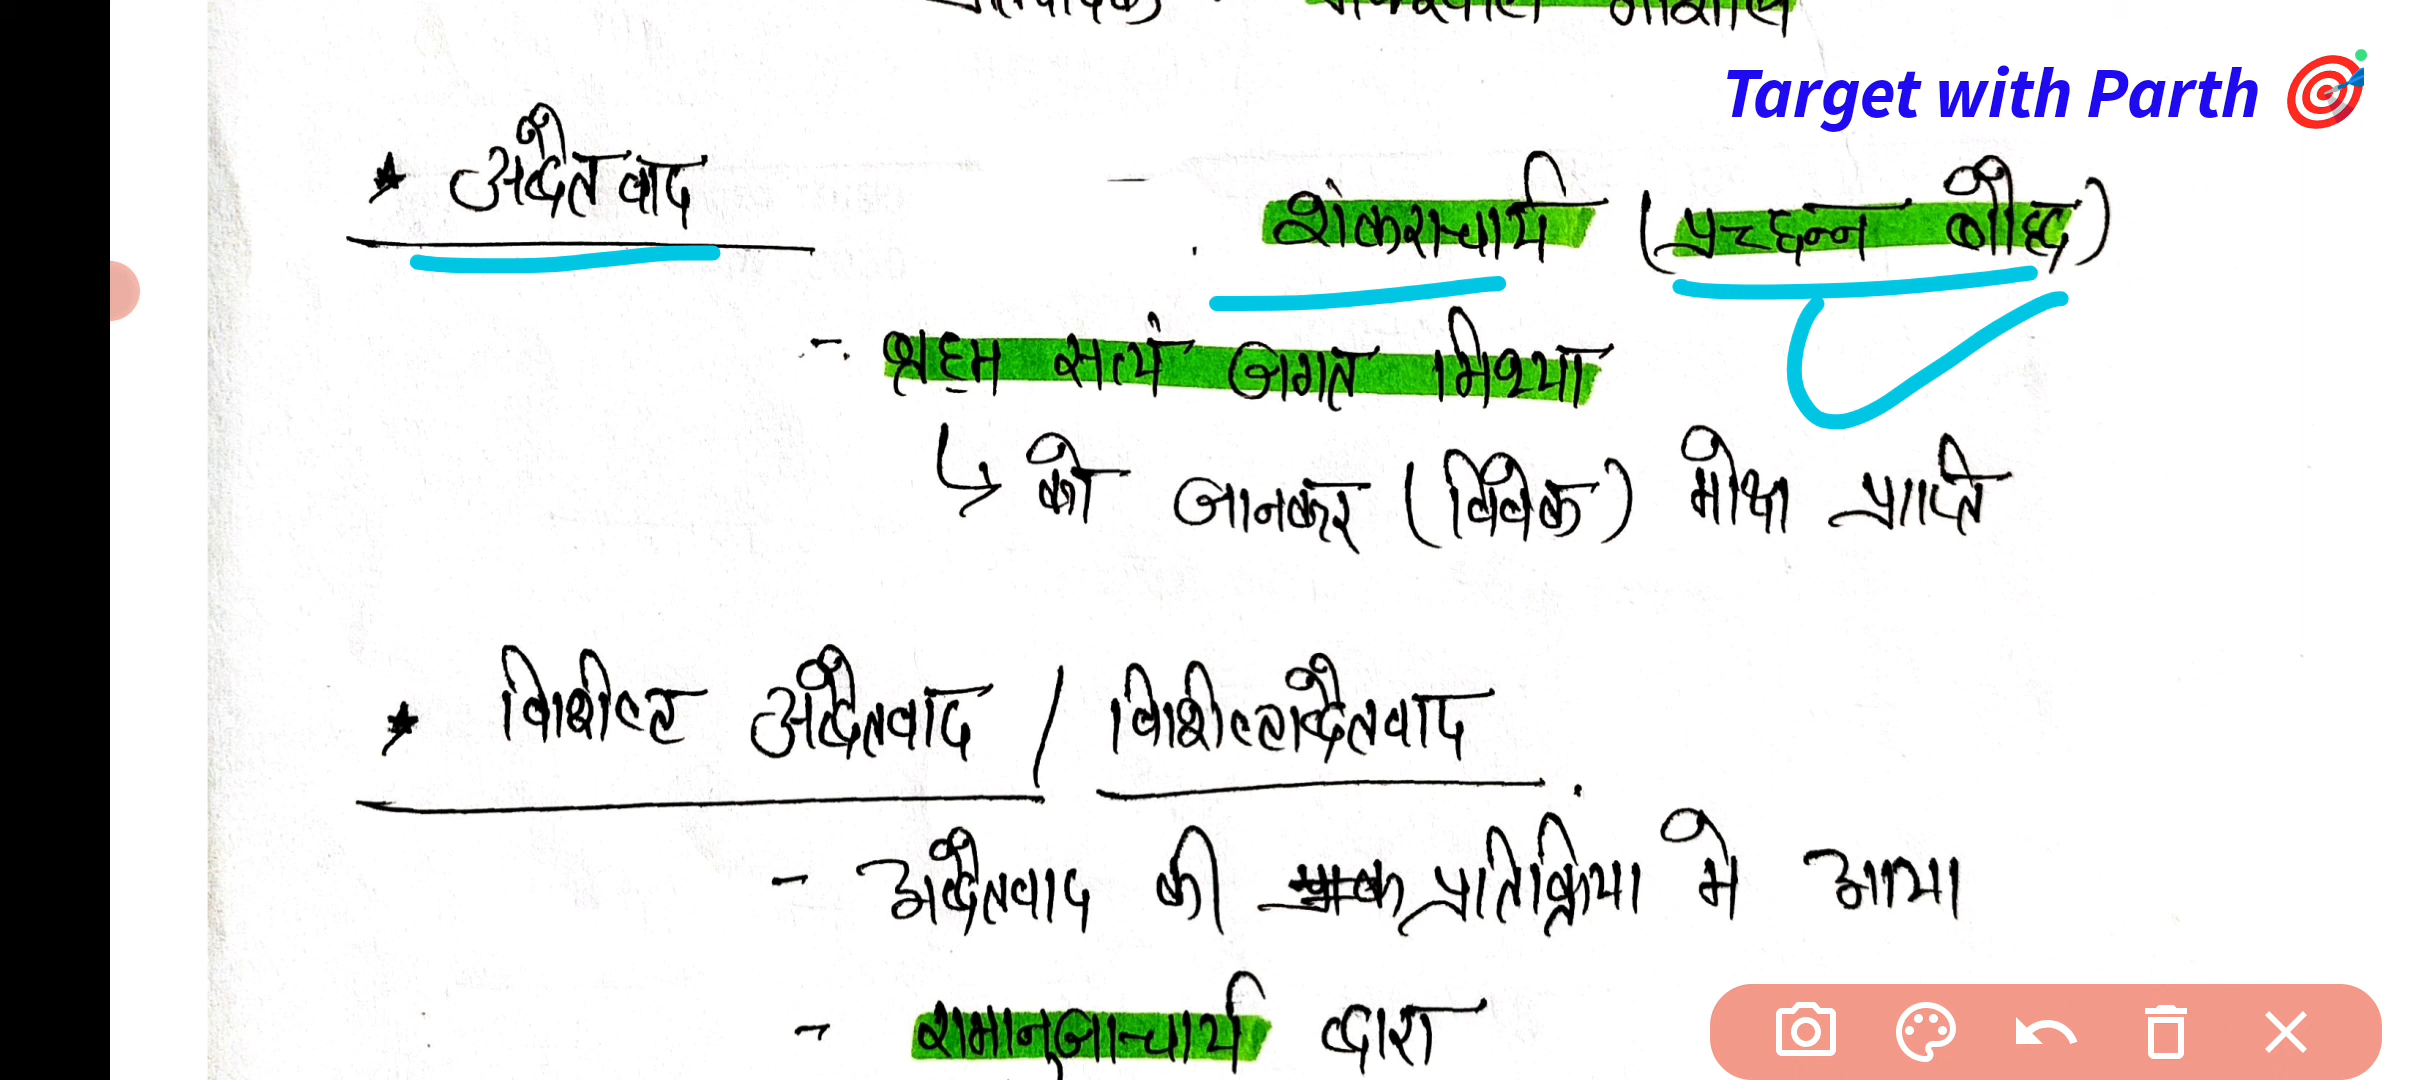 Target with Parth
* अद्वैतवाद
- शंकराचार्य (प्रच्छन्न बौद्ध)
- ब्रह्म सत्यं जगत मिथ्या
↳ को जानकर (विवेक) मोक्ष प्राप्ति
* विशिष्ट अद्वैतवाद / विशिष्टाद्वैतवाद
- अद्वैतवाद की प्रतिक्रिया मे आया
- रामानुजाचार्य द्वारा